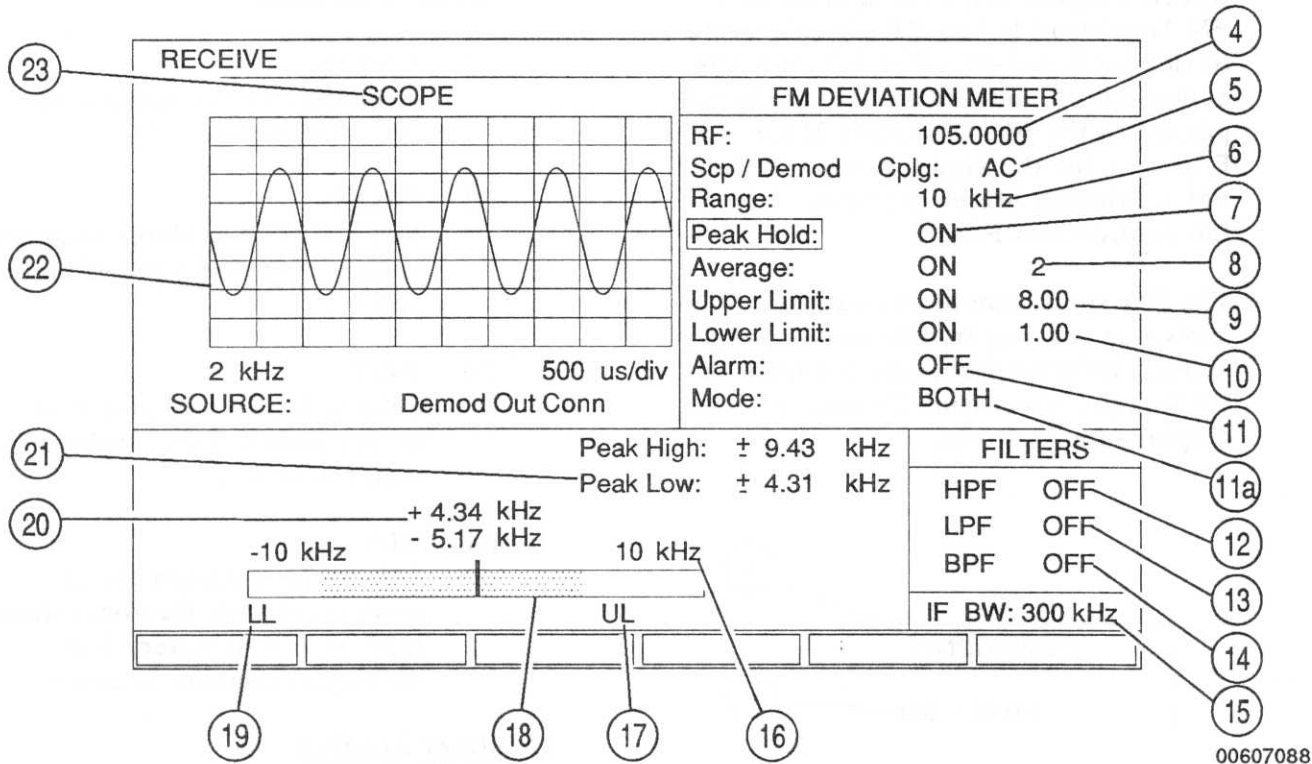 RECEIVE
SCOPE
2 kHz 500 us/div
SOURCE: Demod Out Conn
FM DEVIATION METER
RF: 105.0000
Scp / Demod Cplg: AC
Range: 10 kHz
Peak Hold: ON
Average: ON 2
Upper Limit: ON 8.00
Lower Limit: ON 1.00
Alarm: OFF
Mode: BOTH
Peak High: ± 9.43 kHz
Peak Low: ± 4.31 kHz
+ 4.34 kHz
- 5.17 kHz
-10 kHz 10 kHz
LL UL
FILTERS
HPF OFF
LPF OFF
BPF OFF
IF BW: 300 kHz
4
5
6
7
8
9
10
11
11a
12
13
14
15
16
17
18
19
20
21
22
23
00607088